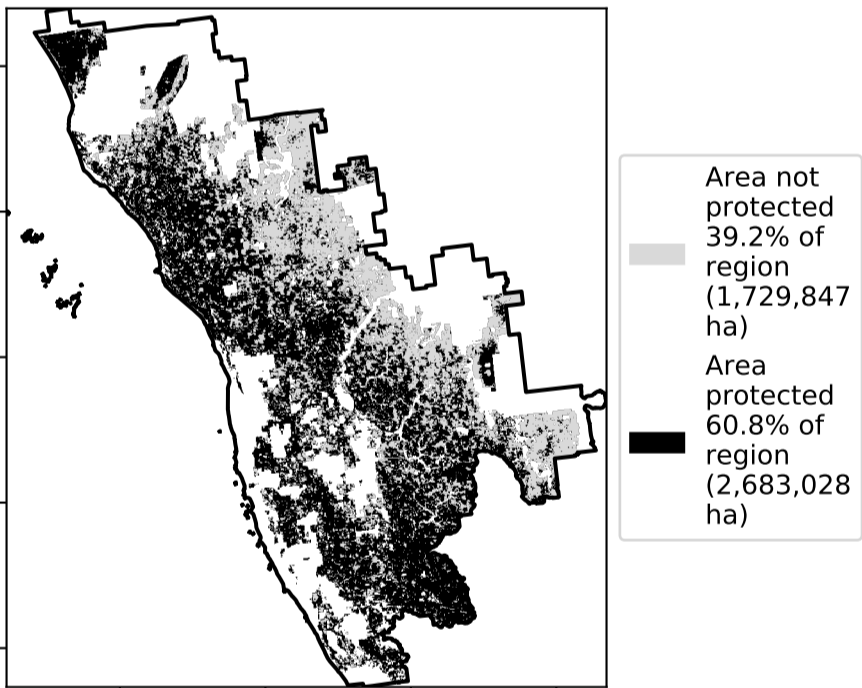 Area not
protected
39.2% of
region
(1,729,847
ha)
Area
protected
60.8% of
region
(2,683,028
ha)